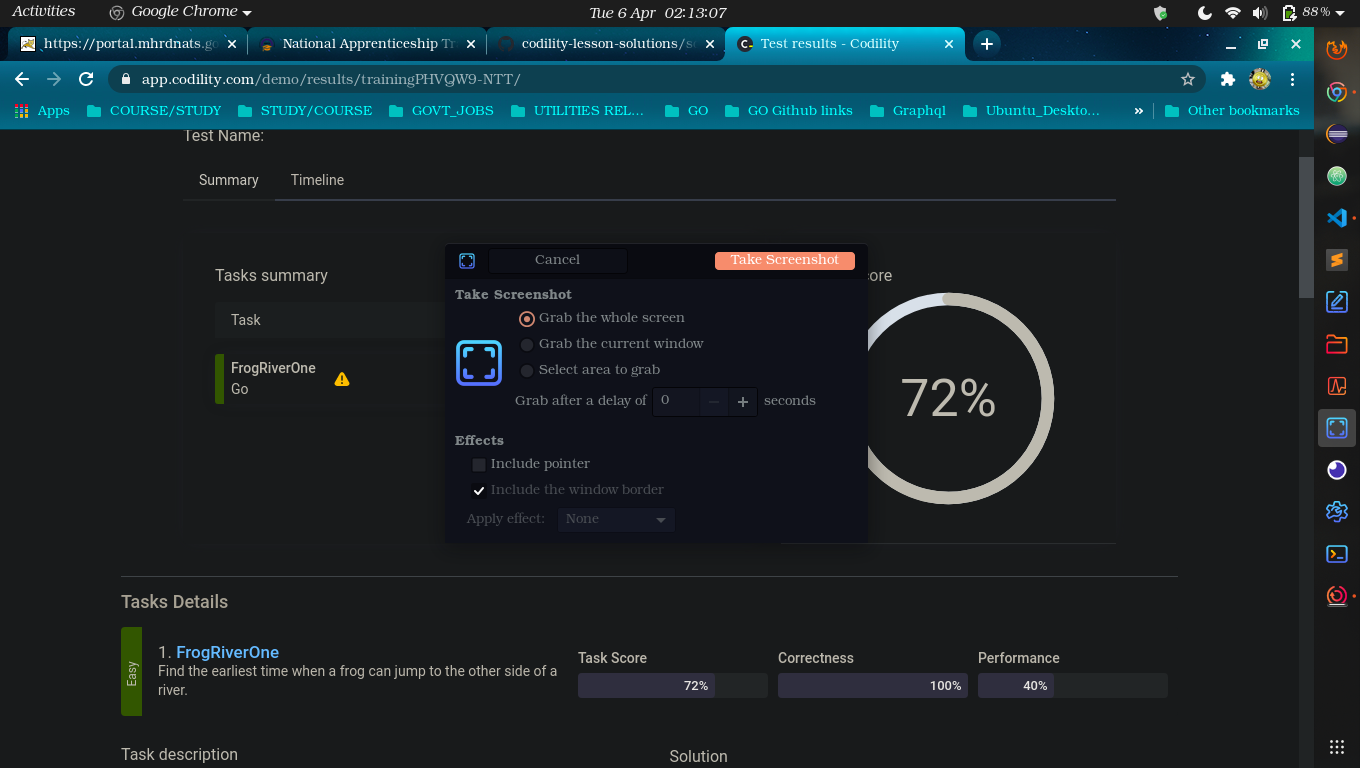 Activities Google Chrome Tue 6 Apr 02:13:07 88%
https://portal.mhrdnats.go National Apprenticeship Tr codility-lesson-solutions/s Test results - Codility
app.codility.com/demo/results/trainingPHVQW9-NTT/
Apps COURSE/STUDY STUDY/COURSE GOVT_JOBS UTILITIES REL... GO GO Github links Graphql Ubuntu_Deskto... » Other bookmarks
Test Name:
Summary Timeline
Cancel Take Screenshot
Tasks summary ore
Take Screenshot
Task Grab the whole screen
Grab the current window
FrogRiverOne Select area to grab
Go 72%
Grab after a delay of 0 − + seconds
Effects
Include pointer
Include the window border
Apply effect: None
Tasks Details
Easy
1. FrogRiverOne Task Score Correctness Performance
Find the earliest time when a frog can jump to the other side of a
river. 72% 100% 40%
Task description Solution